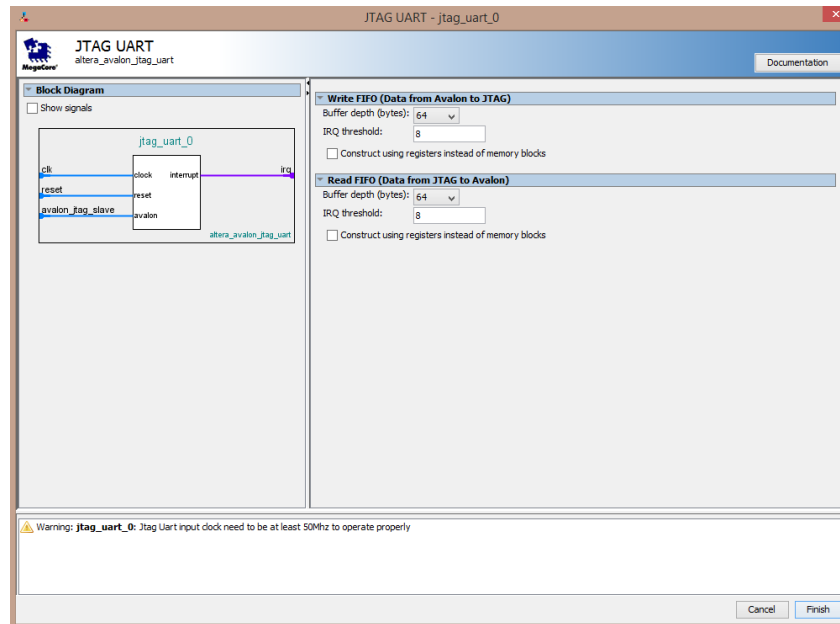 JTAG UART - jtag_uart_0
JTAG UART
altera_avalon_jtag_uart
MegaCore'
Documentation
Block Diagram
Show signals
jtag_uart_0
clk
clock
interrupt
irq
reset
reset
avalon_jtag_slave
avalon
altera_avalon_jtag_uart
Write FIFO (Data from Avalon to JTAG)
Buffer depth (bytes): 64
IRQ threshold: 8
Construct using registers instead of memory blocks
Read FIFO (Data from JTAG to Avalon)
Buffer depth (bytes): 64
IRQ threshold: 8
Construct using registers instead of memory blocks
Warning: jtag_uart_0: Jtag Uart input clock need to be at least 50Mhz to operate properly
Cancel
Finish